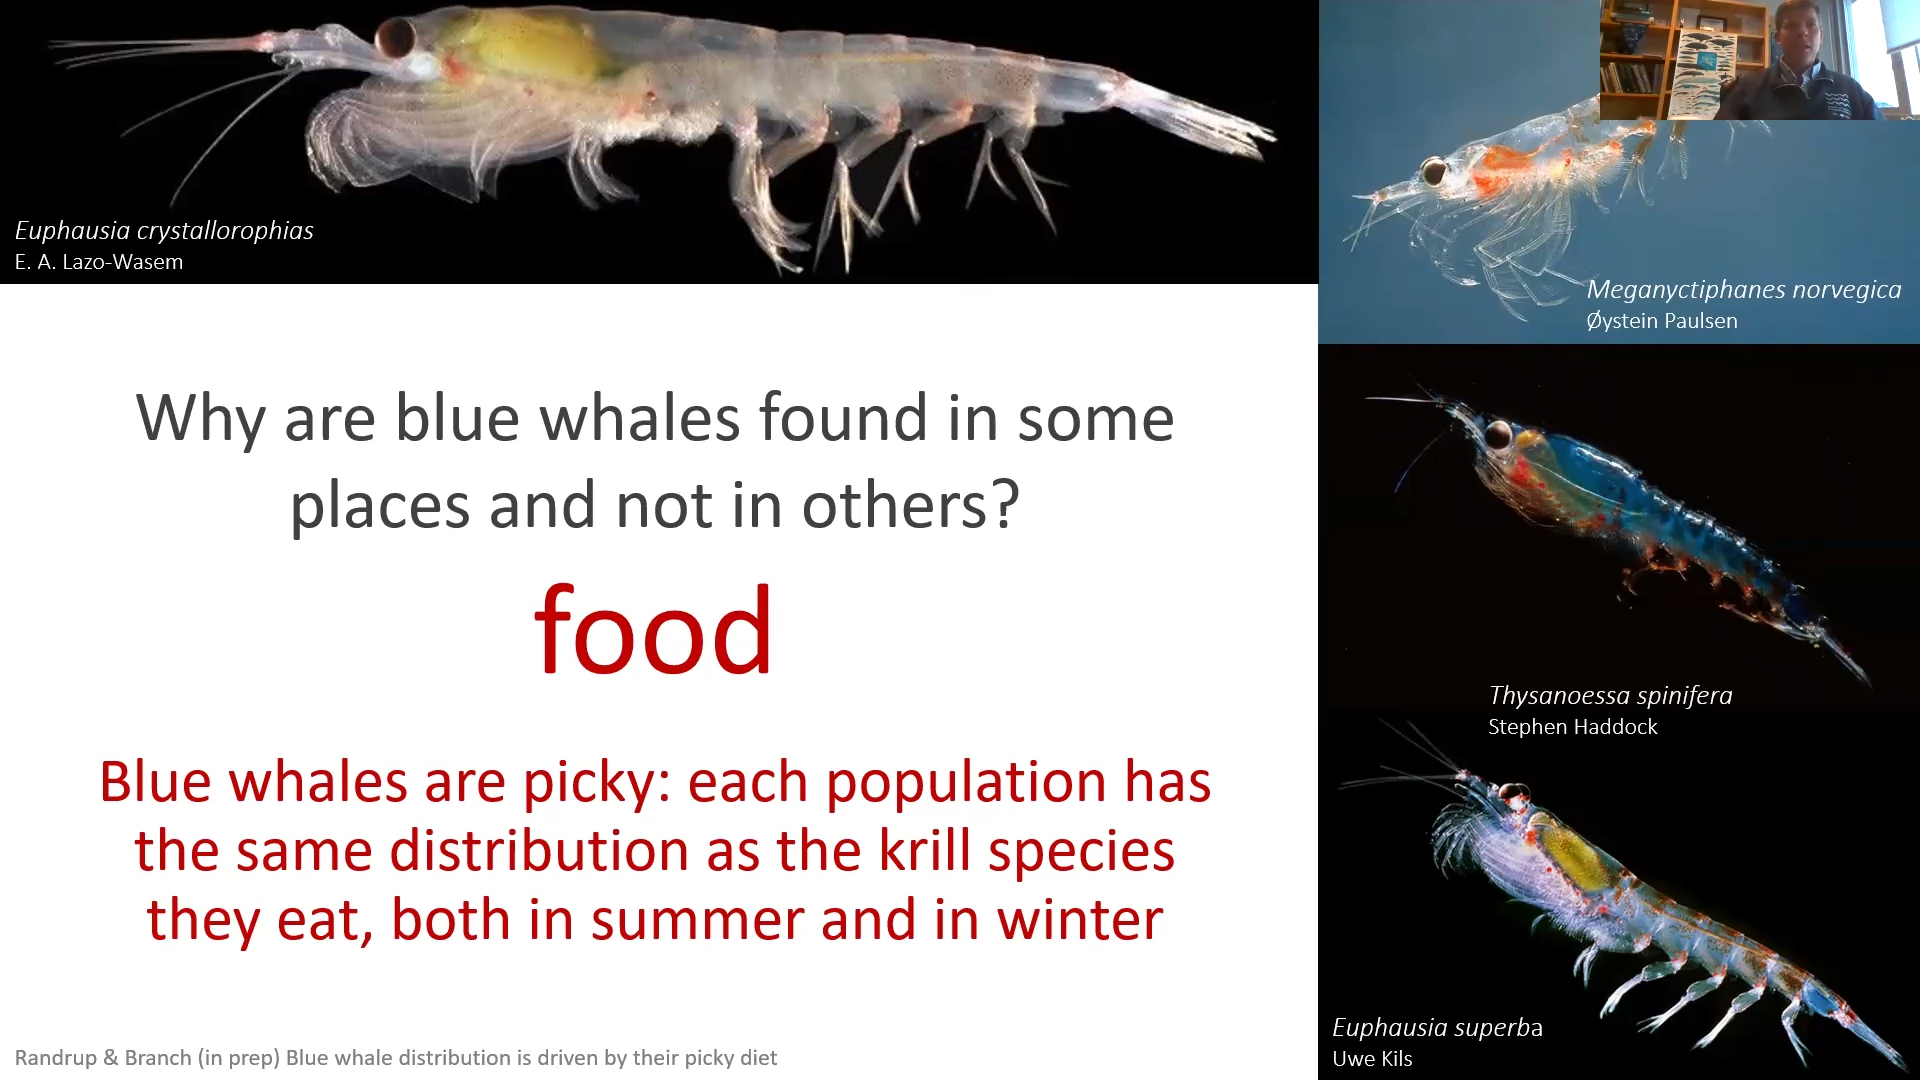 Euphausia crystallorophias
E. A. Lazo-Wasem
Meganyctiphanes norvegica
Øystein Paulsen
Why are blue whales found in some
places and not in others?
food
Blue whales are picky: each population has
the same distribution as the krill species
they eat, both in summer and in winter
Thysanoessa spinifera
Stephen Haddock
Euphausia superba
Uwe Kils
Randrup & Branch (in prep) Blue whale distribution is driven by their picky diet